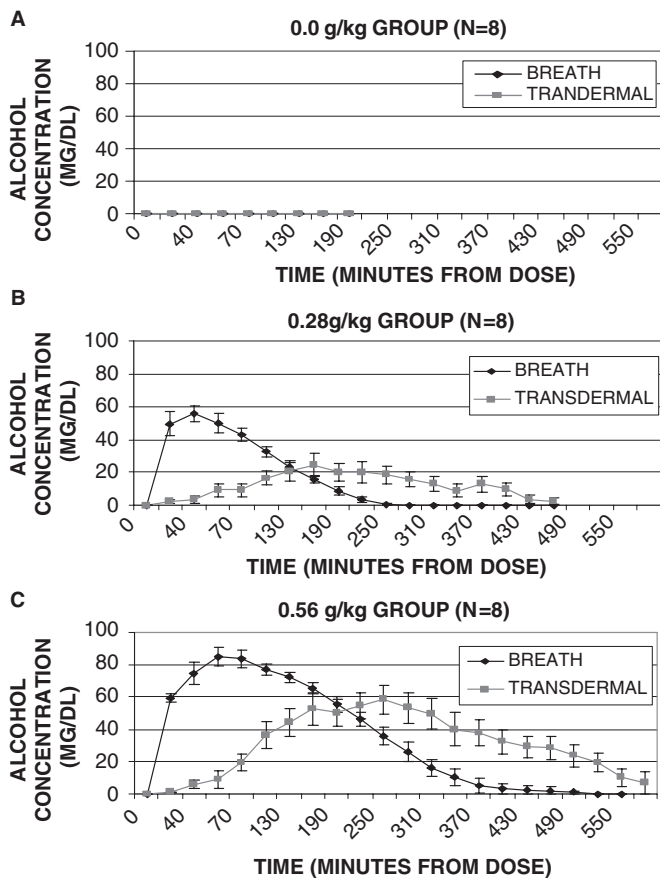 A
0.0 g/kg GROUP (N=8)
100
80
60
40
20
0
ALCOHOL
CONCENTRATION
(MG/DL)
BREATH
TRANDERMAL
0 40 70 130 190 250 310 370 430 490 550
TIME (MINUTES FROM DOSE)
B
0.28g/kg GROUP (N=8)
100
80
60
40
20
0
ALCOHOL
CONCENTRATION
(MG/DL)
BREATH
TRANSDERMAL
0 40 70 130 190 250 310 370 430 490 550
TIME (MINUTES FROM DOSE)
C
0.56 g/kg GROUP (N=8)
100
80
60
40
20
0
ALCOHOL
CONCENTRATION
(MG/DL)
BREATH
TRANSDERMAL
0 40 70 130 190 250 310 370 430 490 550
TIME (MINUTES FROM DOSE)